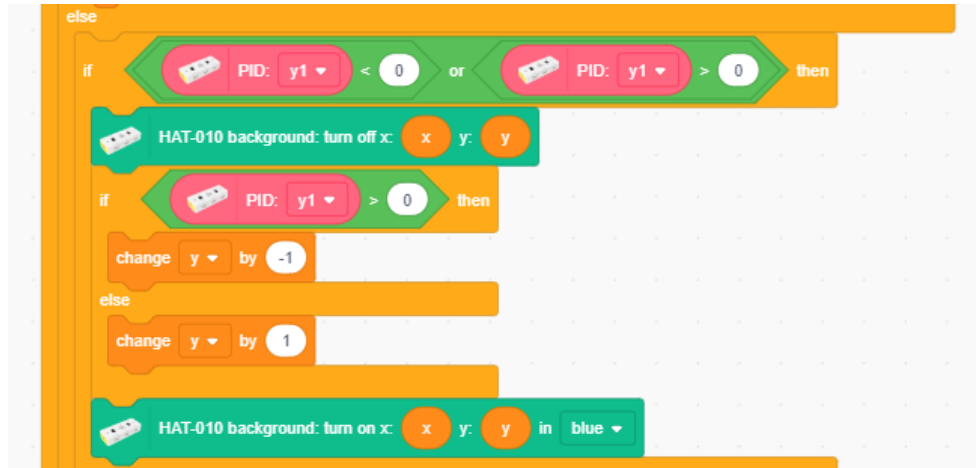 else
if PID: y1 < 0 or PID: y1 > 0 then
HAT-010 background: turn off x: x y: y
if PID: y1 > 0 then
change y by -1
else
change y by 1
HAT-010 background: turn on x: x y: y in blue